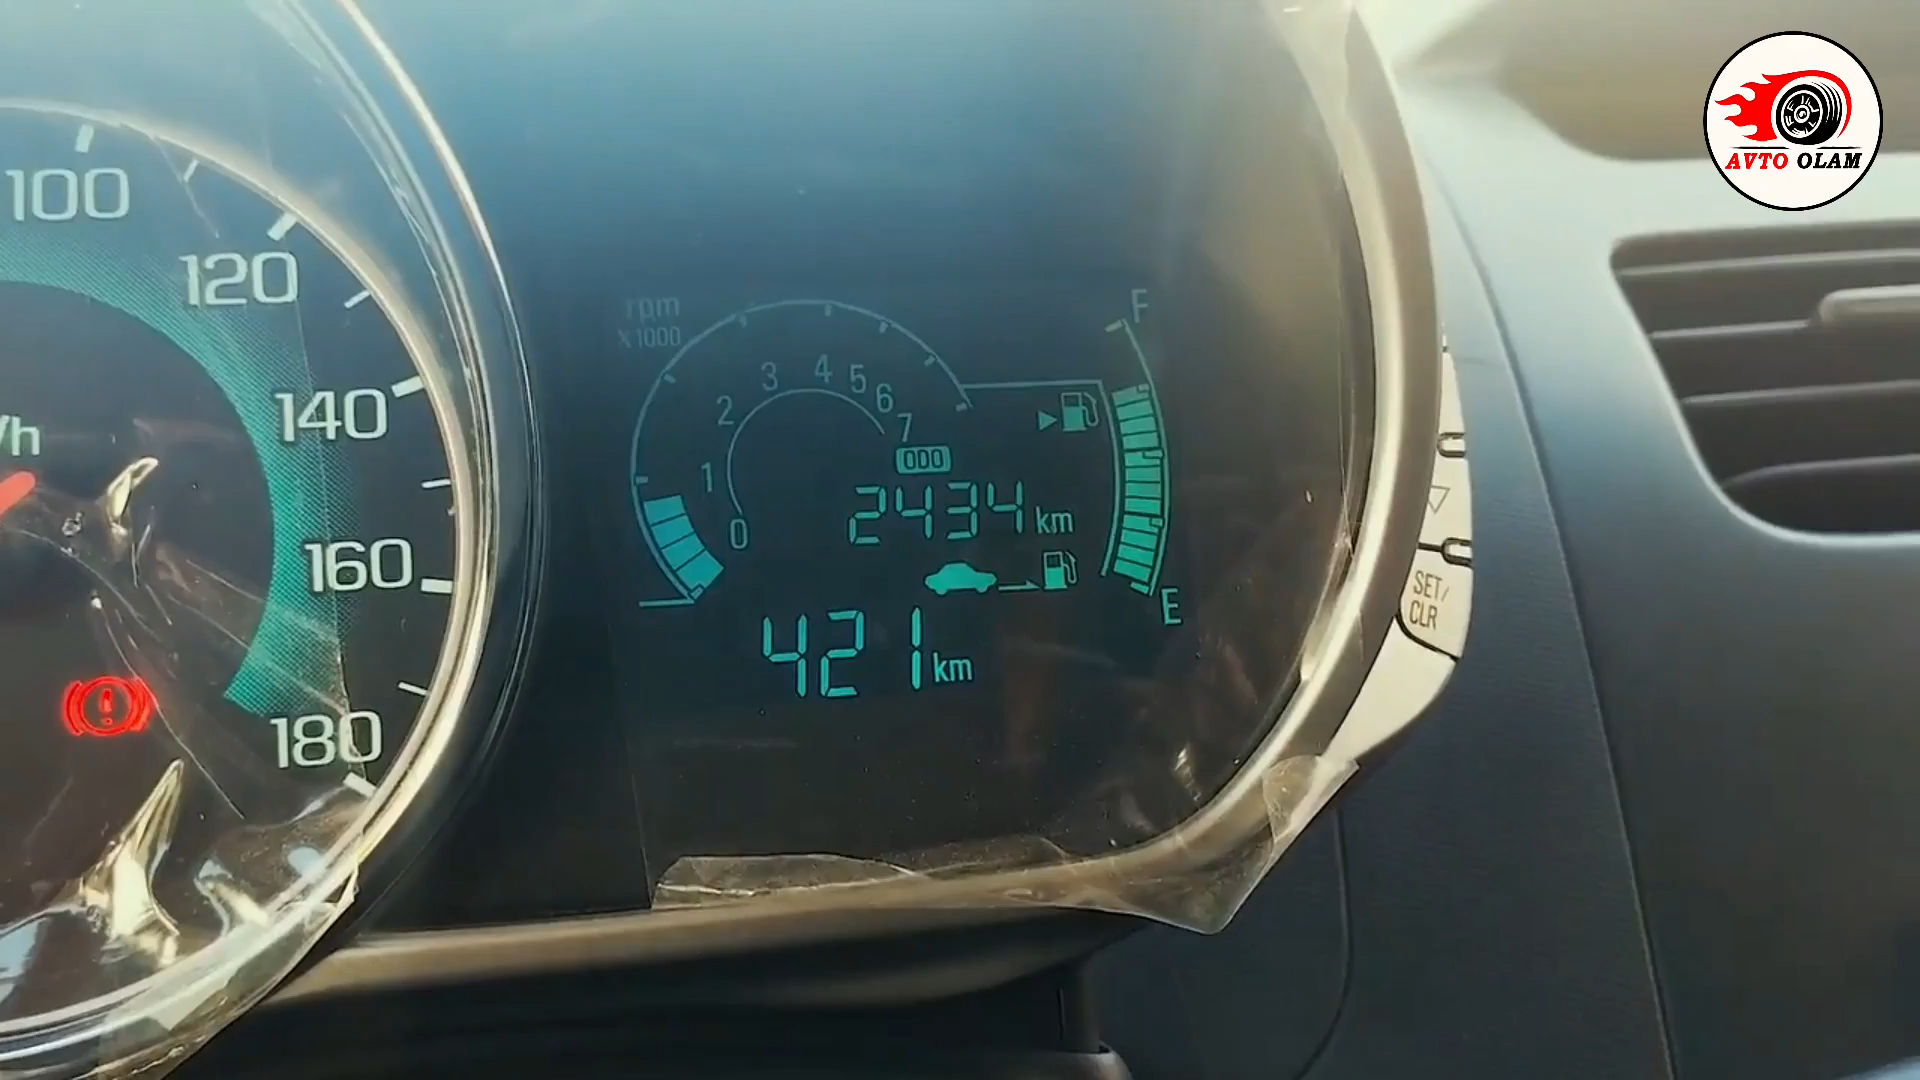 AVTO OLAM
100
120
140
160
180
/h
rpm
X1000
0
1
2
3
4
5
6
7
F
E
ODO
2434 km
421 km
SET/
CLR